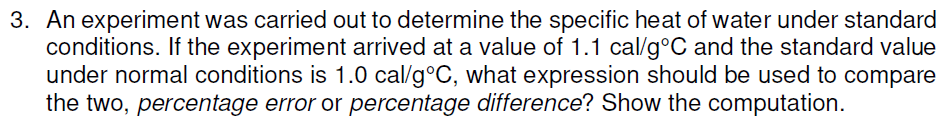 3. An experiment was carried out to determine the specific heat of water under standard
conditions. If the experiment arrived at a value of 1.1 cal/g°C and the standard value
under normal conditions is 1.0 cal/g°C, what expression should be used to compare
the two, percentage error or percentage difference? Show the computation.